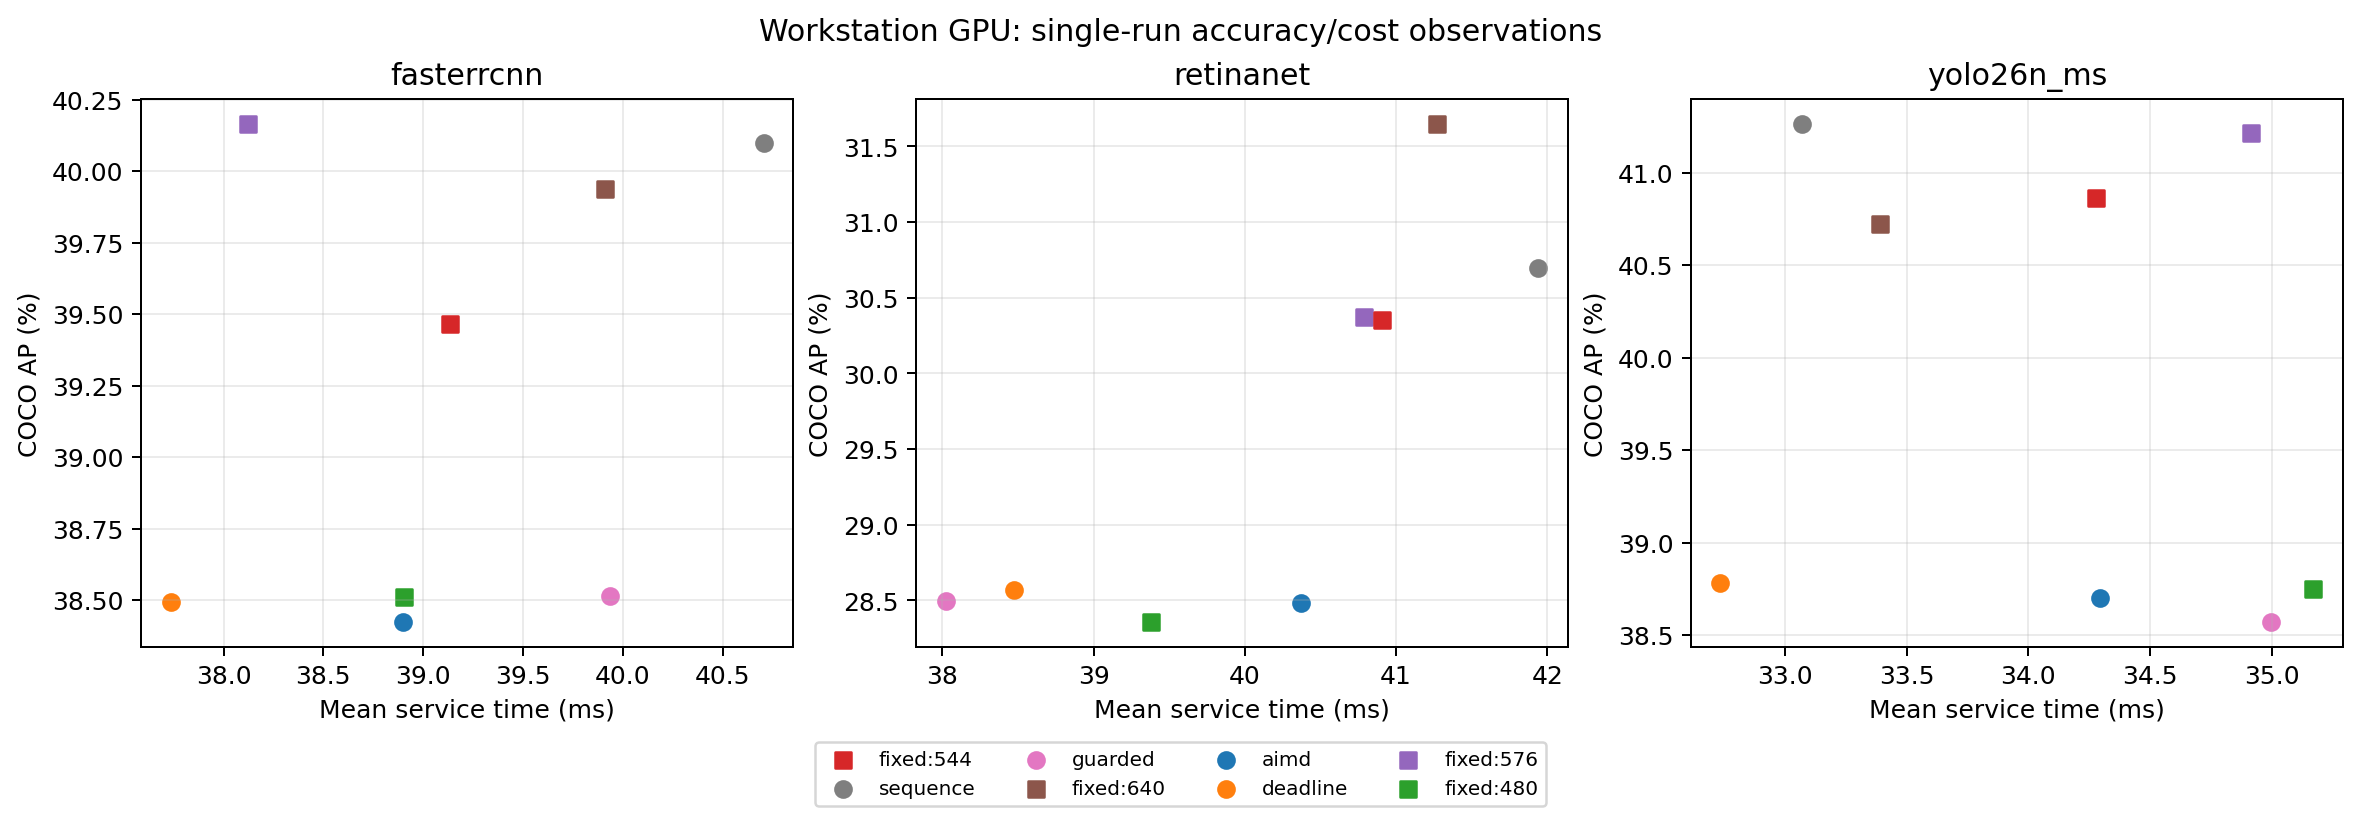 Workstation GPU: single-run accuracy/cost observations
fasterrcnn
40.25
40.00
39.75
39.50
39.25
39.00
38.75
38.50
COCO AP (%)
38.0 38.5 39.0 39.5 40.0 40.5
Mean service time (ms)
retinanet
31.5
31.0
30.5
30.0
29.5
29.0
28.5
COCO AP (%)
38 39 40 41 42
Mean service time (ms)
yolo26n_ms
41.0
40.5
40.0
39.5
39.0
38.5
COCO AP (%)
33.0 33.5 34.0 34.5 35.0
Mean service time (ms)
fixed:544 guarded aimd fixed:576
sequence fixed:640 deadline fixed:480